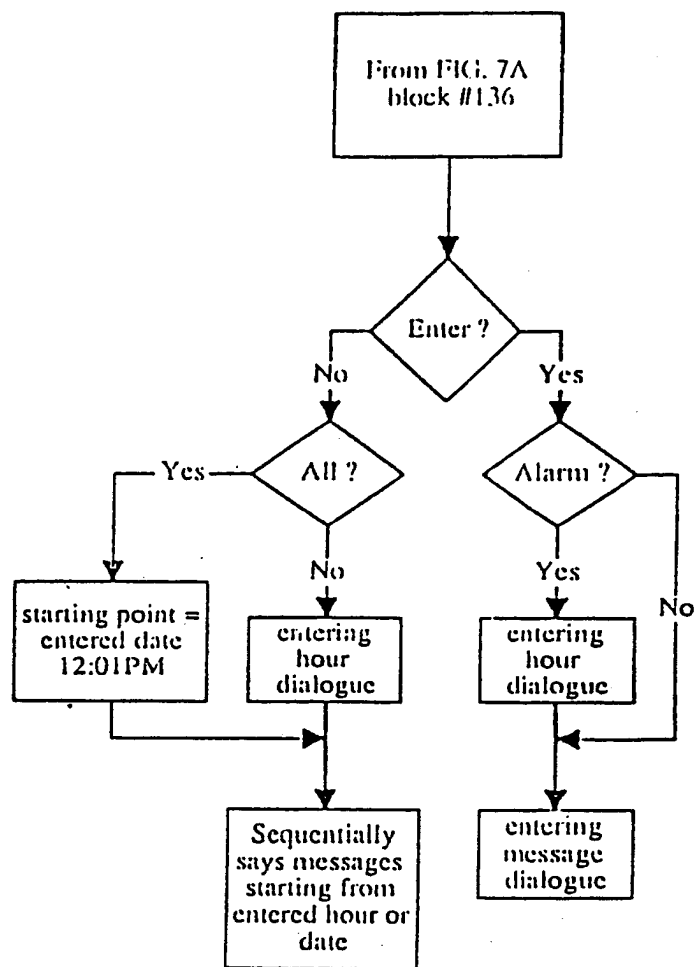 From FIG. 7A
block #136
Enter ?
No
Yes
Yes
All ?
Alarm ?
No
Yes
No
starting point =
entered date
12:01PM
entering
hour
dialogue
entering
hour
dialogue
Sequentially
says messages
starting from
entered hour or
date
entering
message
dialogue